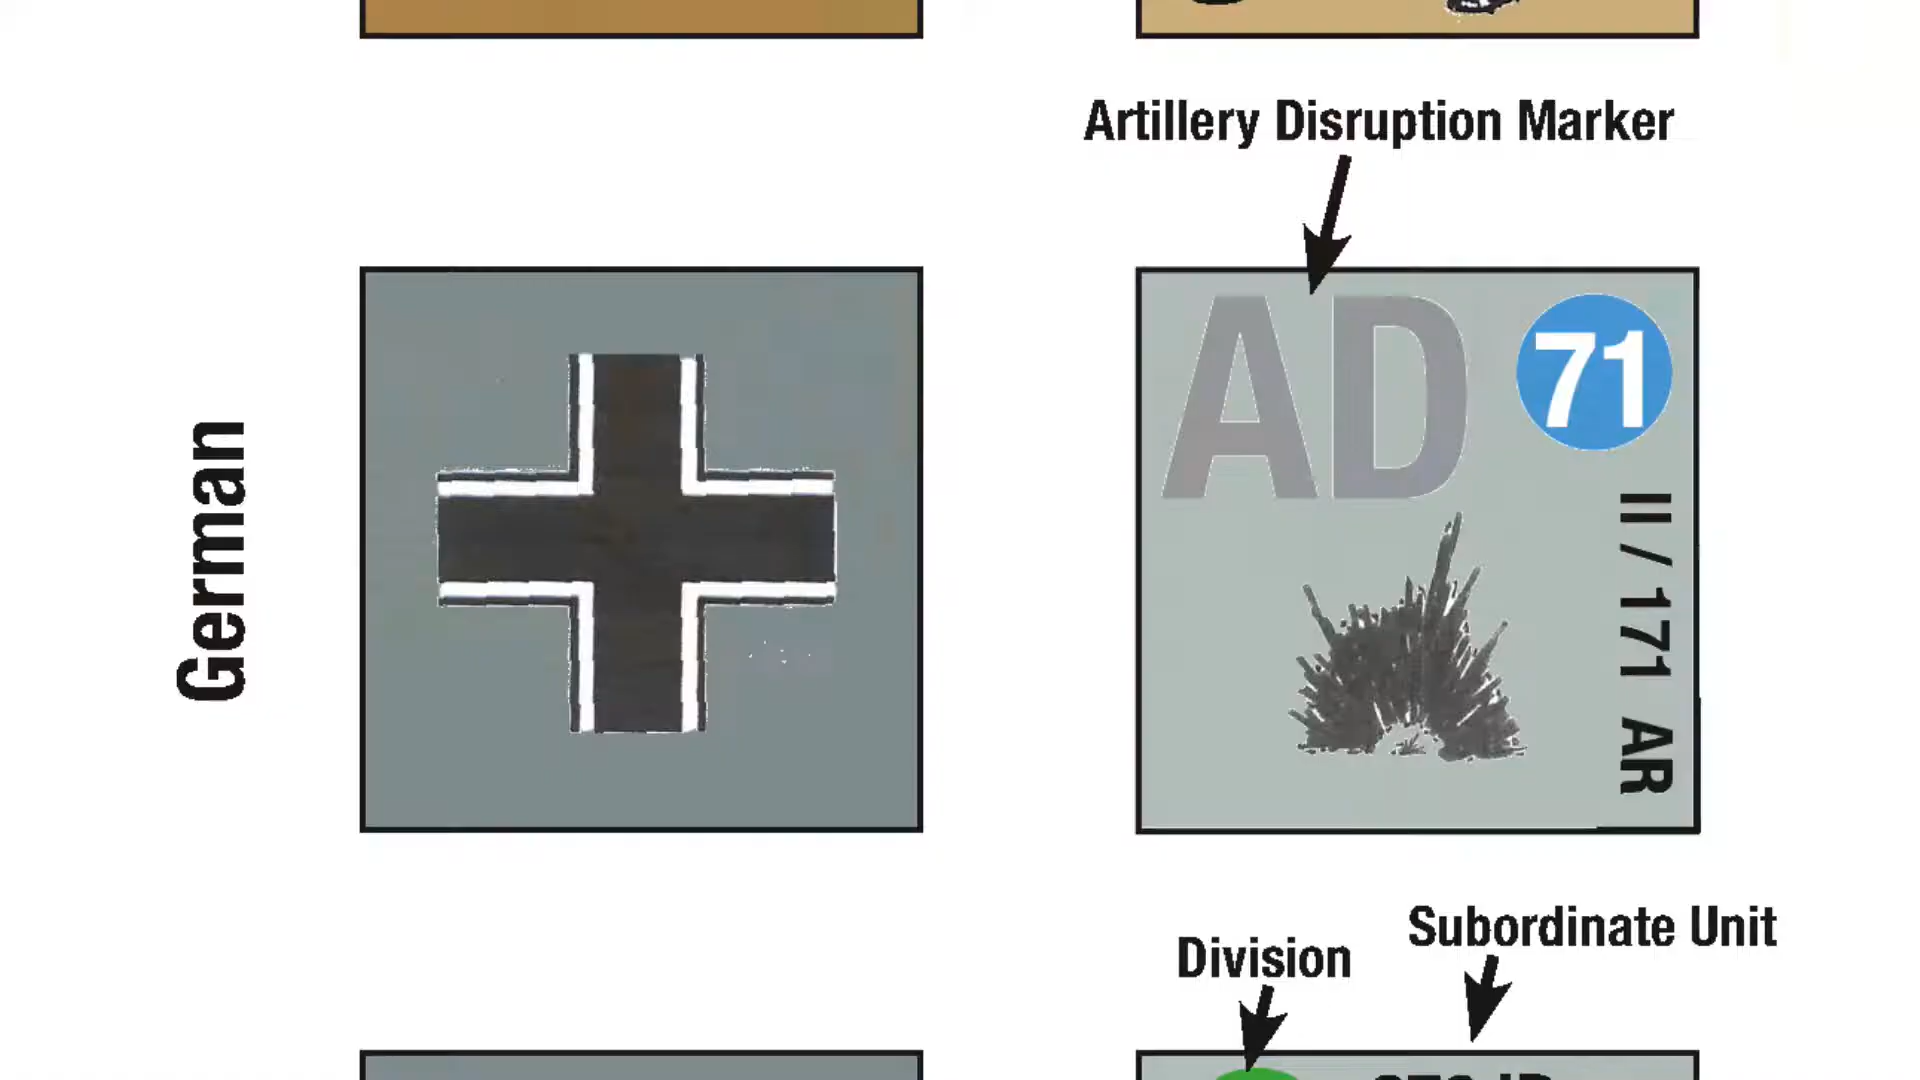 Artillery Disruption Marker
German
AD
71
II / 171 AR
Subordinate Unit
Division